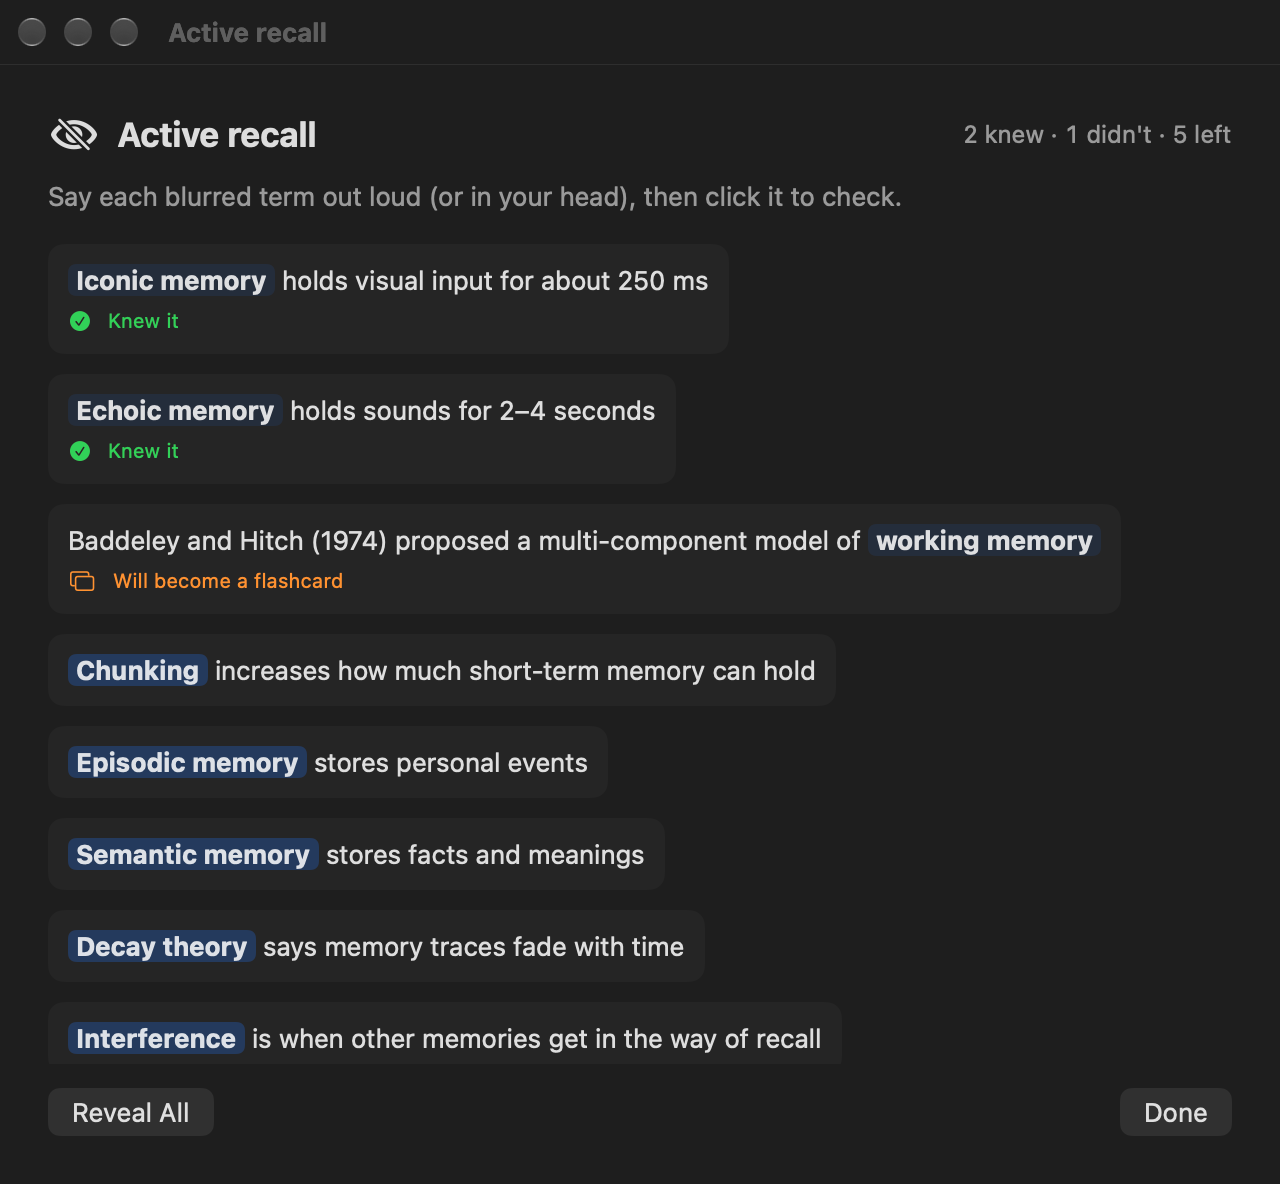 Active recall
Active recall
2 knew · 1 didn't · 5 left
Say each blurred term out loud (or in your head), then click it to check.
Iconic memory holds visual input for about 250 ms
Knew it
Echoic memory holds sounds for 2–4 seconds
Knew it
Baddeley and Hitch (1974) proposed a multi-component model of working memory
Will become a flashcard
Chunking increases how much short-term memory can hold
Episodic memory stores personal events
Semantic memory stores facts and meanings
Decay theory says memory traces fade with time
Interference is when other memories get in the way of recall
Reveal All
Done